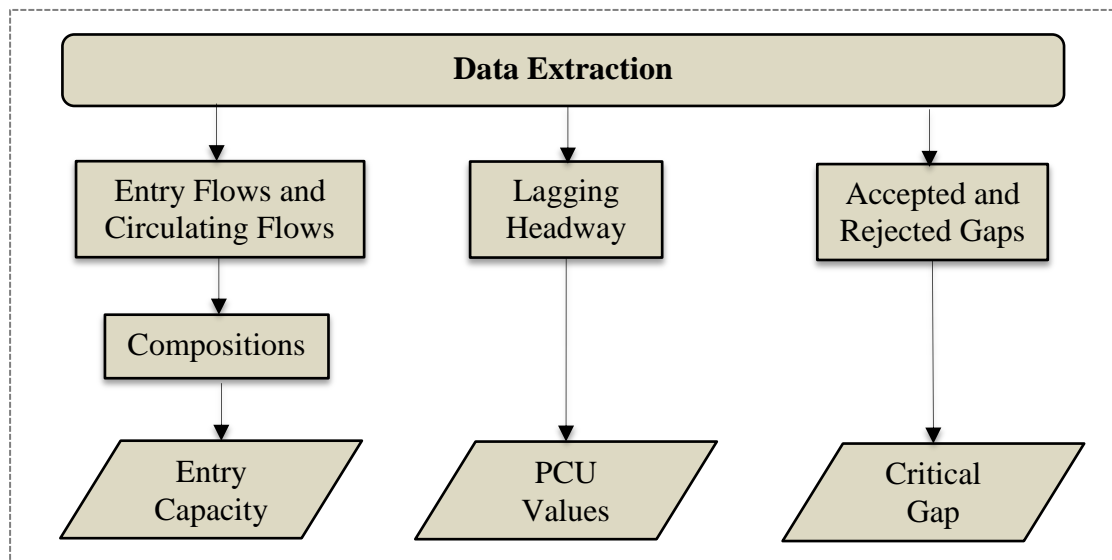 Data Extraction
Entry Flows and
Circulating Flows
Lagging
Headway
Accepted and
Rejected Gaps
Compositions
Entry
Capacity
PCU
Values
Critical
Gap